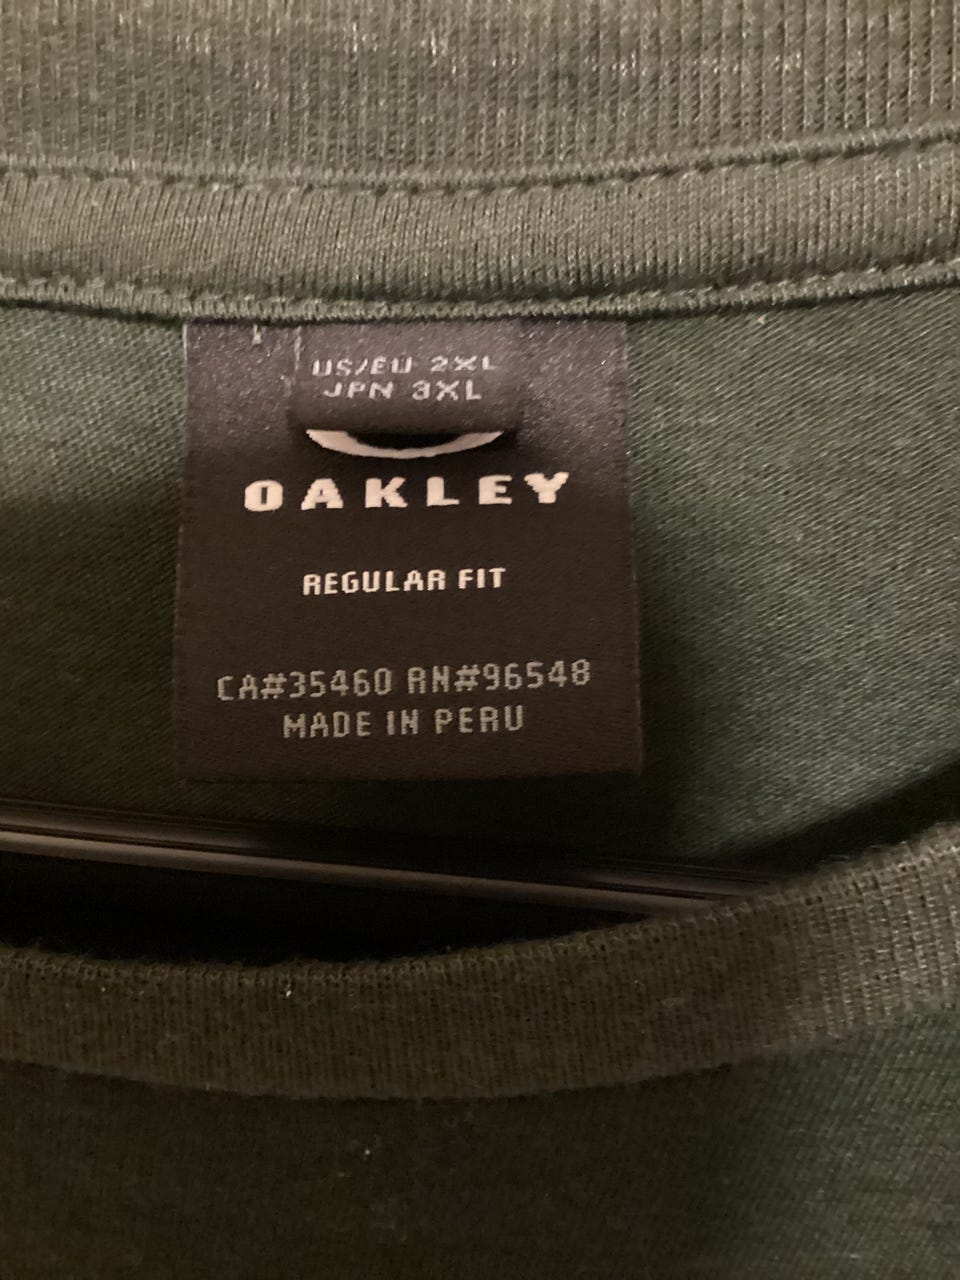 US/EU 2XL
JPN 3XL
OAKLEY
REGULAR FIT
CA#35460 RN#96548
MADE IN PERU